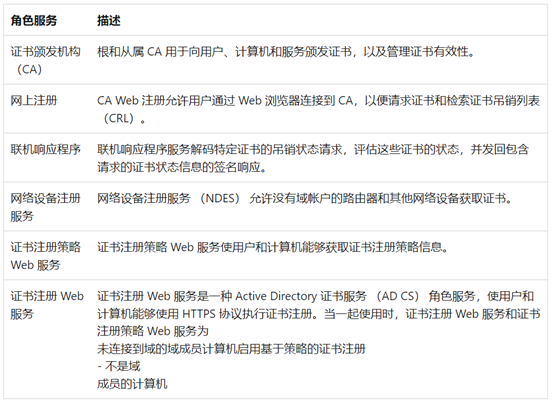 角色服务 描述
证书颁发机构 根和从属 CA 用于向用户、计算机和服务颁发证书，以及管理证书有效性。
（CA）
网上注册 CA Web 注册允许用户通过 Web 浏览器连接到 CA，以便请求证书和检索证书吊销列表
（CRL）。
联机响应程序 联机响应程序服务解码特定证书的吊销状态请求，评估这些证书的状态，并发回包含
请求的证书状态信息的签名响应。
网络设备注册 网络设备注册服务 （NDES） 允许没有域帐户的路由器和其他网络设备获取证书。
服务
证书注册策略 证书注册策略 Web 服务使用户和计算机能够获取证书注册策略信息。
Web 服务
证书注册 Web 证书注册 Web 服务是一种 Active Directory 证书服务 （AD CS） 角色服务，使用户和
服务 计算机能够使用 HTTPS 协议执行证书注册。当一起使用时，证书注册 Web 服务和证书
注册策略 Web 服务为
未连接到域的域成员计算机启用基于策略的证书注册
- 不是域
成员的计算机